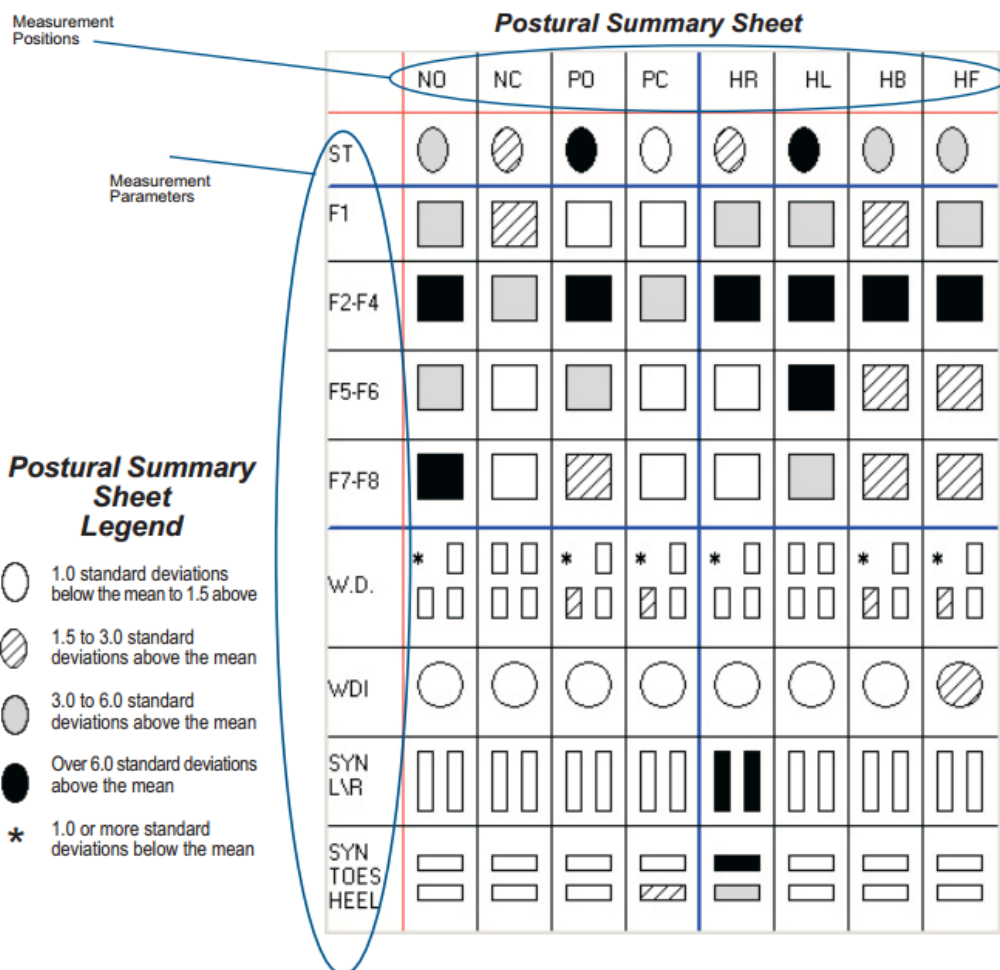 Measurement
Positions
Postural Summary Sheet
NO NC PO PC HR HL HB HF
ST
Measurement
Parameters
F1
F2-F4
F5-F6
F7-F8
Postural Summary
Sheet
Legend
1.0 standard deviations
below the mean to 1.5 above
1.5 to 3.0 standard
deviations above the mean
3.0 to 6.0 standard
deviations above the mean
Over 6.0 standard deviations
above the mean
* 1.0 or more standard
deviations below the mean
* * * * * *
W.D.
WDI
SYN
L\R
SYN
TOES
HEEL